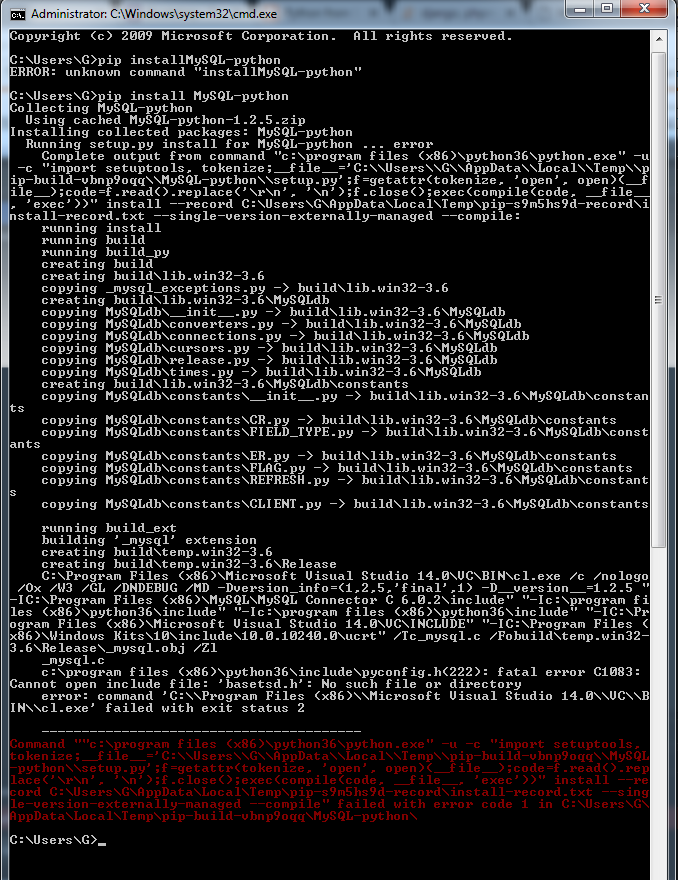 Administrator: C:\Windows\system32\cmd.exe
Copyright (c) 2009 Microsoft Corporation.  All rights reserved.
C:\Users\G>pip installMySQL-python
ERROR: unknown command "installMySQL-python"
C:\Users\G>pip install MySQL-python
Collecting MySQL-python
  Using cached MySQL-python-1.2.5.zip
Installing collected packages: MySQL-python
  Running setup.py install for MySQL-python ... error
    Complete output from command "c:\program files (x86)\python36\python.exe" -u
 -c "import setuptools, tokenize;__file__='C:\\Users\\G\\AppData\\Local\\Temp\\p
ip-build-vbnp9oqq\\MySQL-python\\setup.py';f=getattr(tokenize, 'open', open)(__f
ile__);code=f.read().replace('\r\n', '\n');f.close();exec(compile(code, __file__
, 'exec'))" install --record C:\Users\G\AppData\Local\Temp\pip-s9m5hs9d-record\i
nstall-record.txt --single-version-externally-managed --compile:
    running install
    running build
    running build_py
    creating build
    creating build\lib.win32-3.6
    copying _mysql_exceptions.py -> build\lib.win32-3.6
    creating build\lib.win32-3.6\MySQLdb
    copying MySQLdb\__init__.py -> build\lib.win32-3.6\MySQLdb
    copying MySQLdb\converters.py -> build\lib.win32-3.6\MySQLdb
    copying MySQLdb\connections.py -> build\lib.win32-3.6\MySQLdb
    copying MySQLdb\cursors.py -> build\lib.win32-3.6\MySQLdb
    copying MySQLdb\release.py -> build\lib.win32-3.6\MySQLdb
    copying MySQLdb\times.py -> build\lib.win32-3.6\MySQLdb
    creating build\lib.win32-3.6\MySQLdb\constants
    copying MySQLdb\constants\__init__.py -> build\lib.win32-3.6\MySQLdb\constan
ts
    copying MySQLdb\constants\CR.py -> build\lib.win32-3.6\MySQLdb\constants
    copying MySQLdb\constants\FIELD_TYPE.py -> build\lib.win32-3.6\MySQLdb\const
ants
    copying MySQLdb\constants\ER.py -> build\lib.win32-3.6\MySQLdb\constants
    copying MySQLdb\constants\FLAG.py -> build\lib.win32-3.6\MySQLdb\constants
    copying MySQLdb\constants\REFRESH.py -> build\lib.win32-3.6\MySQLdb\constant
s
    copying MySQLdb\constants\CLIENT.py -> build\lib.win32-3.6\MySQLdb\constants
    running build_ext
    building '_mysql' extension
    creating build\temp.win32-3.6
    creating build\temp.win32-3.6\Release
    C:\Program Files (x86)\Microsoft Visual Studio 14.0\VC\BIN\cl.exe /c /nologo
 /Ox /W3 /GL /DNDEBUG /MD -Dversion_info=(1,2,5,'final',1) -D__version__=1.2.5 "
-IC:\Program Files (x86)\MySQL\MySQL Connector C 6.0.2\include" "-Ic:\program fi
les (x86)\python36\include" "-Ic:\program files (x86)\python36\include" "-IC:\Pr
ogram Files (x86)\Microsoft Visual Studio 14.0\VC\INCLUDE" "-IC:\Program Files (
x86)\Windows Kits\10\include\10.0.10240.0\ucrt" /Tc_mysql.c /Fobuild\temp.win32-
3.6\Release\_mysql.obj /Zl
    _mysql.c
    c:\program files (x86)\python36\include\pyconfig.h(222): fatal error C1083:
Cannot open include file: 'basetsd.h': No such file or directory
    error: command 'C:\\Program Files (x86)\\Microsoft Visual Studio 14.0\\VC\\B
IN\\cl.exe' failed with exit status 2
    ----------------------------------------
Command ""c:\program files (x86)\python36\python.exe" -u -c "import setuptools,
tokenize;__file__='C:\\Users\\G\\AppData\\Local\\Temp\\pip-build-vbnp9oqq\\MySQL
-python\\setup.py';f=getattr(tokenize, 'open', open)(__file__);code=f.read().rep
lace('\r\n', '\n');f.close();exec(compile(code, __file__, 'exec'))" install --re
cord C:\Users\G\AppData\Local\Temp\pip-s9m5hs9d-record\install-record.txt --sing
le-version-externally-managed --compile" failed with error code 1 in C:\Users\G\
AppData\Local\Temp\pip-build-vbnp9oqq\MySQL-python\
C:\Users\G>_